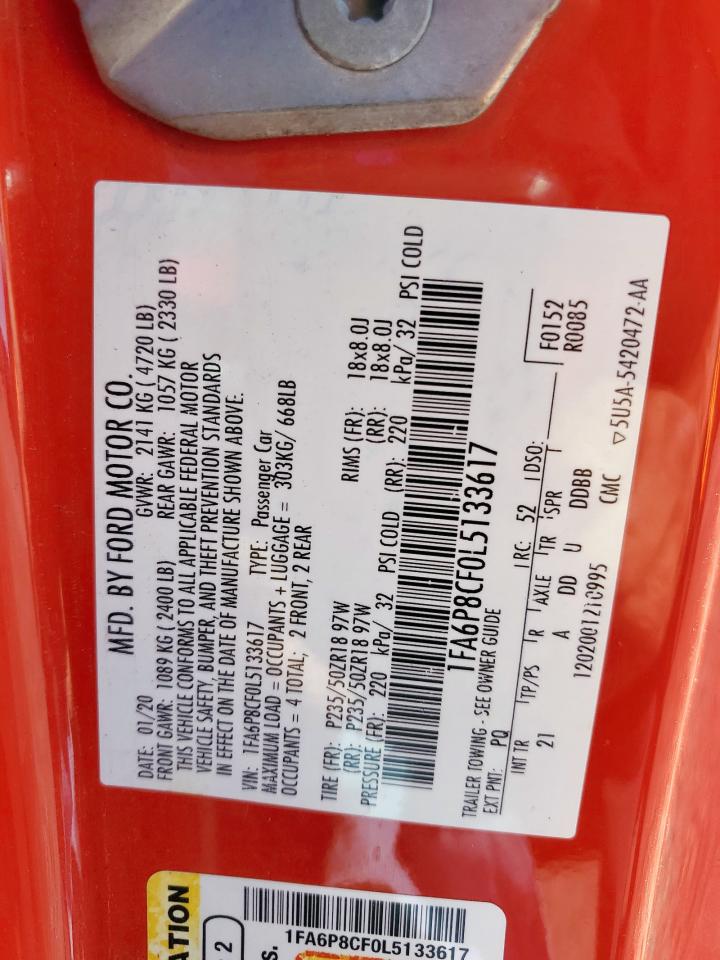 MFD. BY FORD MOTOR CO.
DATE: 01/20 GVWR: 2141 KG ( 4720 LB)
FRONT GAWR: 1089 KG ( 2400 LB) REAR GAWR: 1057 KG ( 2330 LB)
THIS VEHICLE CONFORMS TO ALL APPLICABLE FEDERAL MOTOR
VEHICLE SAFETY, BUMPER, AND THEFT PREVENTION STANDARDS
IN EFFECT ON THE DATE OF MANUFACTURE SHOWN ABOVE.
VIN: 1FA6P8CF0L5133617 TYPE: Passenger Car
MAXIMUM LOAD = OCCUPANTS + LUGGAGE = 303KG/ 668LB
OCCUPANTS = 4 TOTAL, 2 FRONT, 2 REAR
TIRE (FR): P235/50ZR18 97W RIMS (FR): 18x8.0J
(RR): P235/50ZR18 97W (RR): 18x8.0J
PRESSURE (FR): 220 kPa/ 32 PSI COLD (RR): 220 kPa/ 32 PSI COLD
1FA6P8CF0L5133617
TRAILER TOWING - SEE OWNER GUIDE
EXT PNT: PQ RC: 52 DSO: F0152
R0085
INT TR TP/PS R AXLE TR SPR
21 A DD U DDBB
1202001210995 CMC ▽5U5A-5420472-AA
ATION
2
S.
1FA6P8CF0L5133617